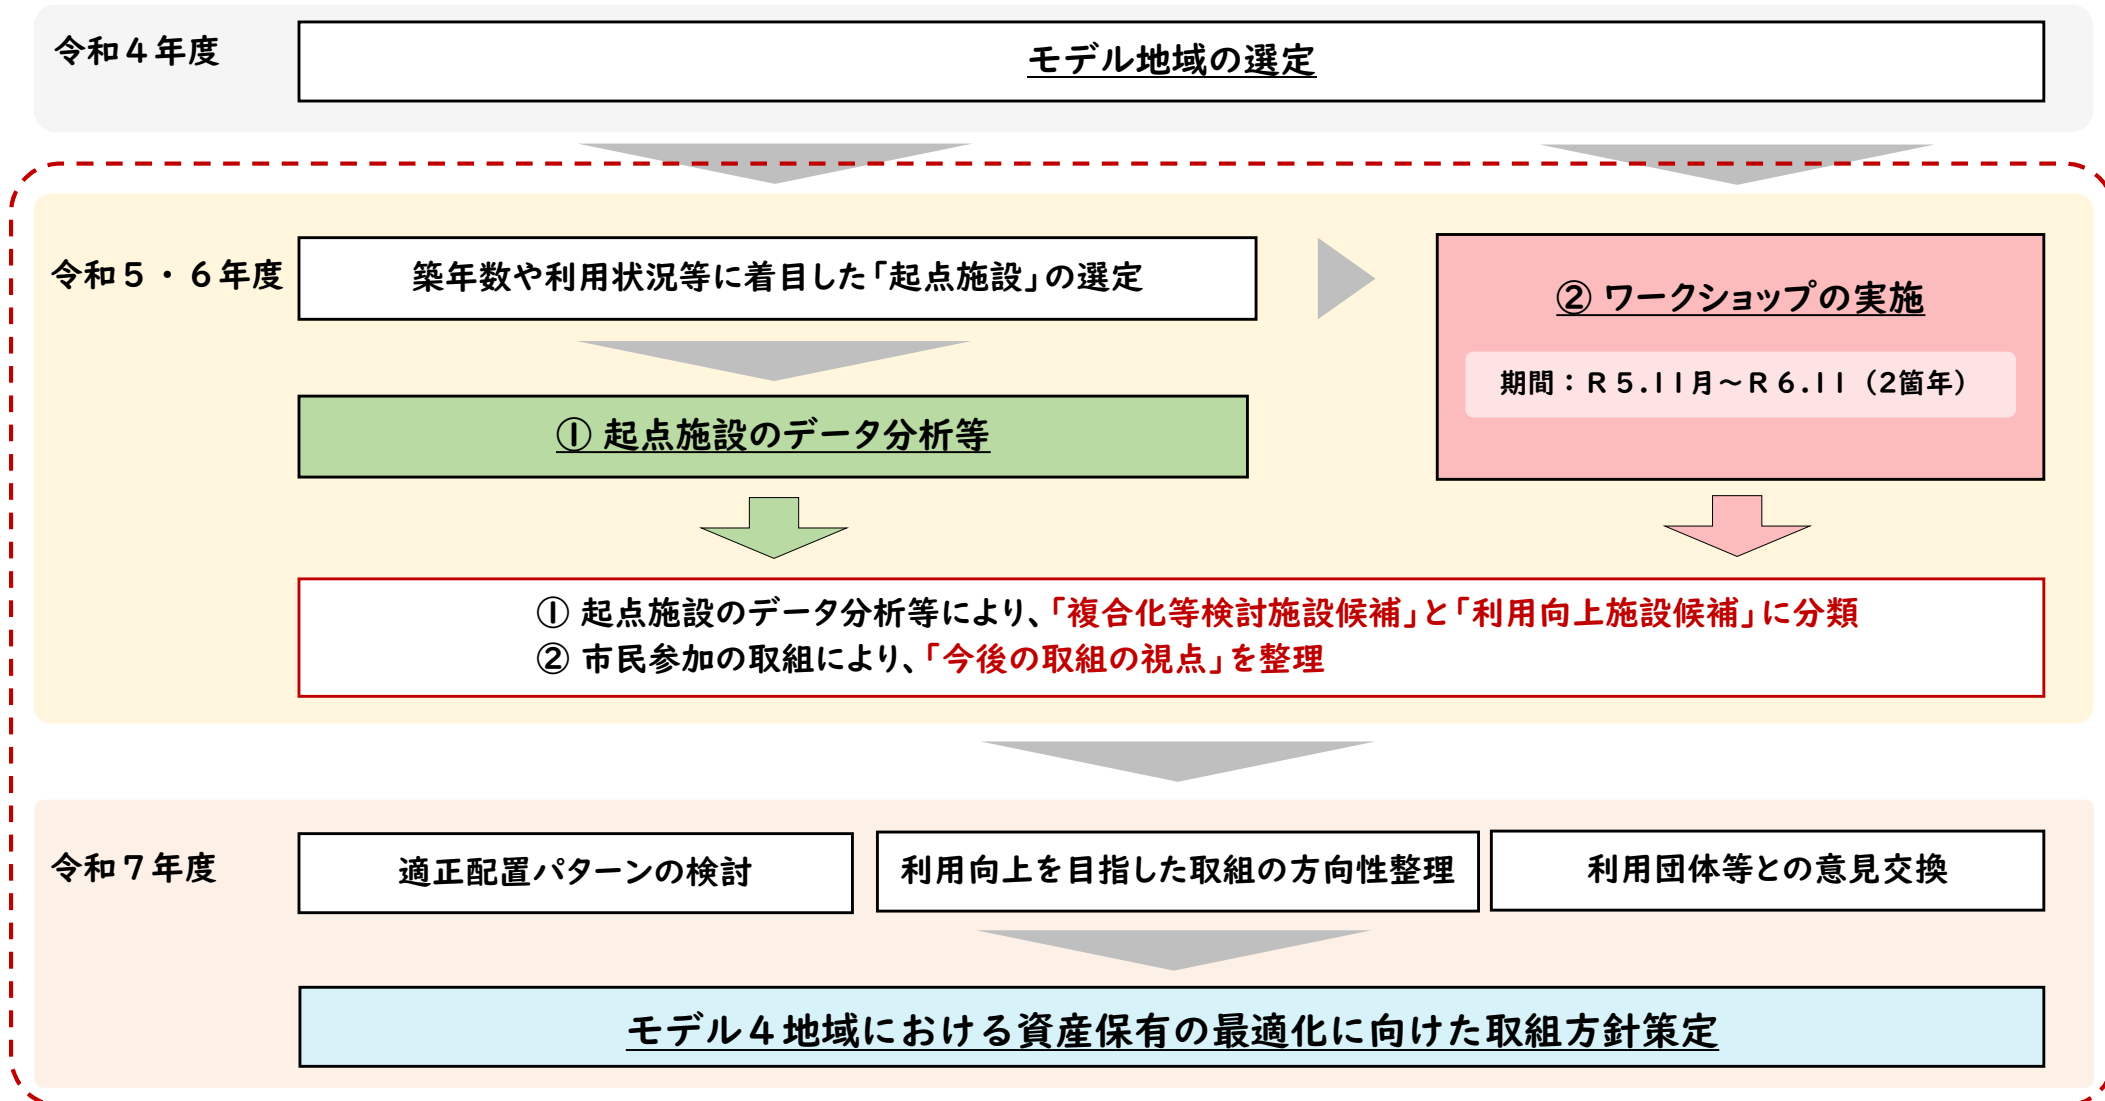 令和４年度
モデル地域の選定
令和５・６年度
築年数や利用状況等に着目した「起点施設」の選定
② ワークショップの実施
期間：Ｒ５.11月～Ｒ６.11（2箇年）
① 起点施設のデータ分析等
① 起点施設のデータ分析等により、「複合化等検討施設候補」と「利用向上施設候補」に分類
② 市民参加の取組により、「今後の取組の視点」を整理
令和７年度
適正配置パターンの検討
利用向上を目指した取組の方向性整理
利用団体等との意見交換
モデル４地域における資産保有の最適化に向けた取組方針策定